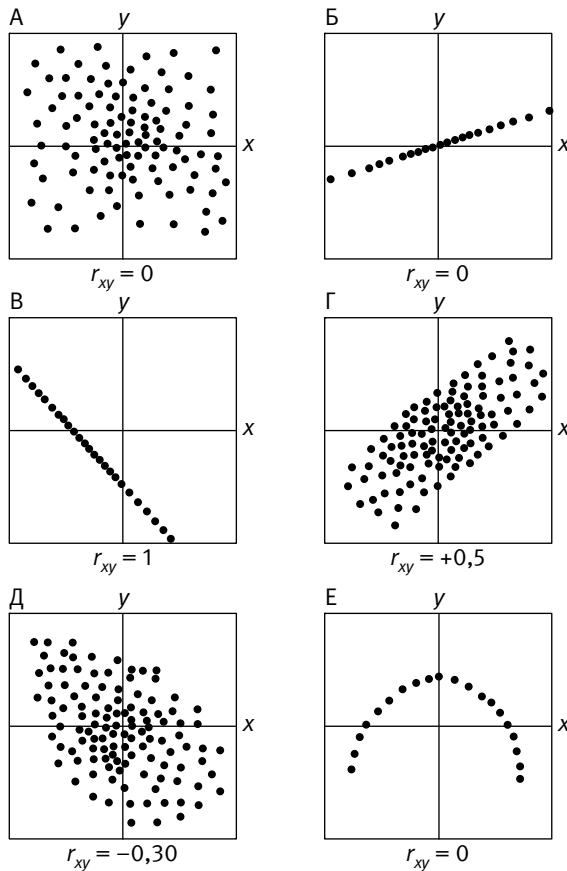 А
y
x
r_xy = 0
Б
y
x
r_xy = 0
В
y
x
r_xy = 1
Г
y
x
r_xy = +0,5
Д
y
x
r_xy = −0,30
Е
y
x
r_xy = 0